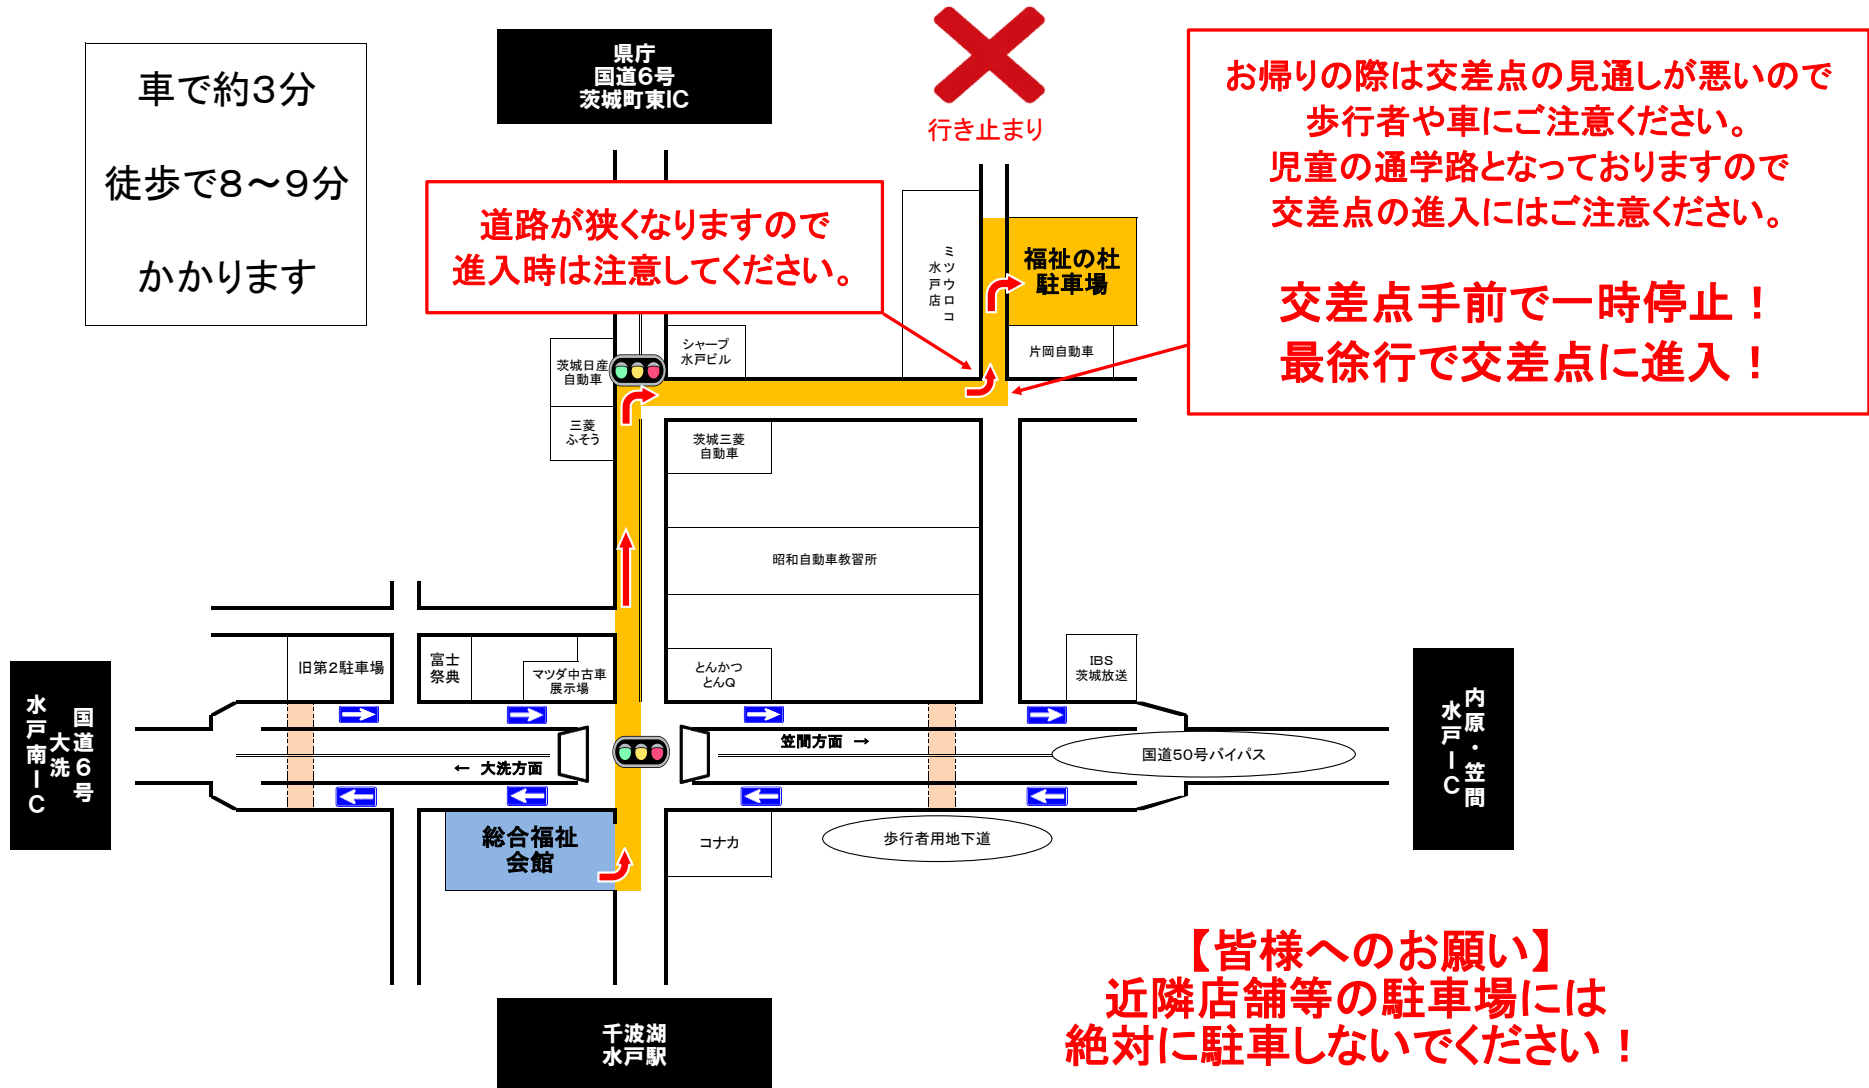 車で約3分
徒歩で8～9分
かかります
県庁
国道6号
茨城町東IC
行き止まり
お帰りの際は交差点の見通しが悪いので
歩行者や車にご注意ください。
児童の通学路となっておりますので
交差点の進入にはご注意ください。
交差点手前で一時停止！
最徐行で交差点に進入！
道路が狭くなりますので
進入時は注意してください。
ミツウロコ
水戸店
福祉の杜
駐車場
片岡自動車
シャープ
水戸ビル
茨城日産
自動車
三菱
ふそう
茨城三菱
自動車
昭和自動車教習所
旧第2駐車場
富士
祭典
マツダ中古車
展示場
とんかつ
とんQ
IBS
茨城放送
国道6号
大洗
水戸南IC
笠間方面 →
← 大洗方面
国道50号バイパス
内原・笠間
水戸IC
総合福祉
会館
コナカ
歩行者用地下道
千波湖
水戸駅
【皆様へのお願い】
近隣店舗等の駐車場には
絶対に駐車しないでください！